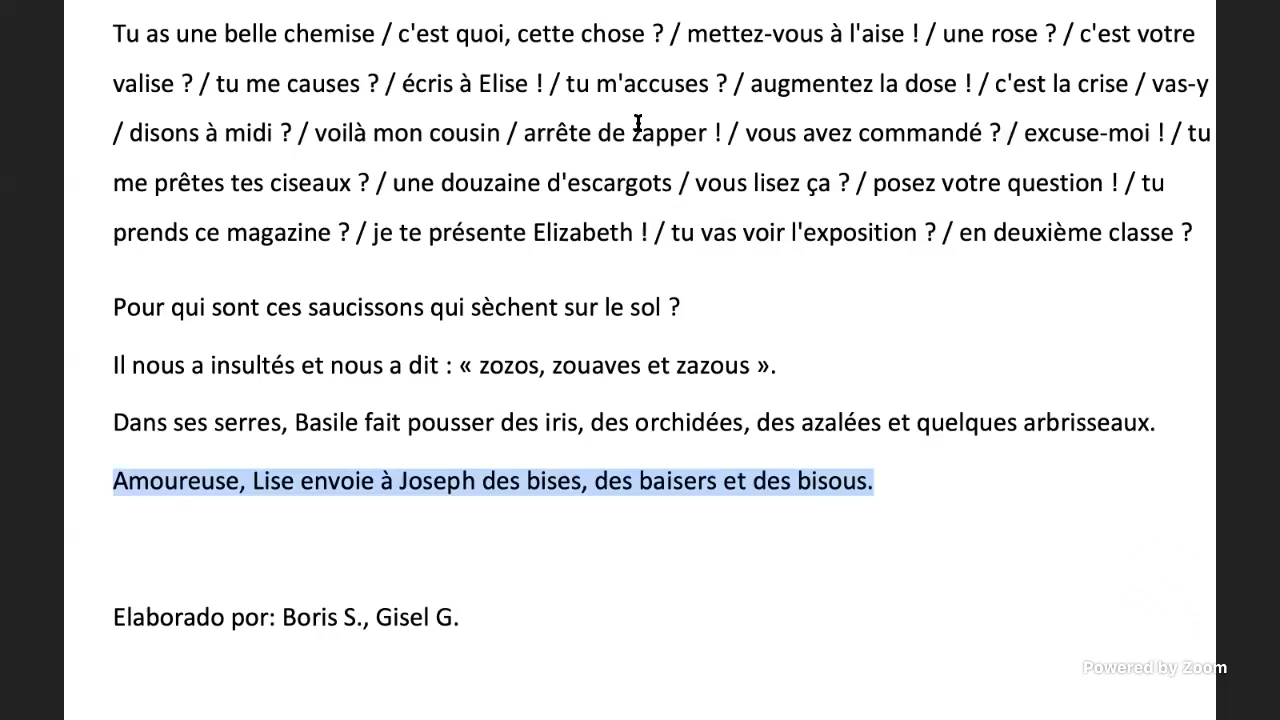 Tu as une belle chemise / c'est quoi, cette chose ? / mettez-vous à l'aise ! / une rose ? / c'est votre
valise ? / tu me causes ? / écris à Elise ! / tu m'accuses ? / augmentez la dose ! / c'est la crise / vas-y
/ disons à midi ? / voilà mon cousin / arrête de zapper ! / vous avez commandé ? / excuse-moi ! / tu
me prêtes tes ciseaux ? / une douzaine d'escargots / vous lisez ça ? / posez votre question ! / tu
prends ce magazine ? / je te présente Elizabeth ! / tu vas voir l'exposition ? / en deuxième classe ?
Pour qui sont ces saucissons qui sèchent sur le sol ?
Il nous a insultés et nous a dit : « zozos, zouaves et zazous ».
Dans ses serres, Basile fait pousser des iris, des orchidées, des azalées et quelques arbrisseaux.
Amoureuse, Lise envoie à Joseph des bises, des baisers et des bisous.
Elaborado por: Boris S., Gisel G.
Powered by Zoom